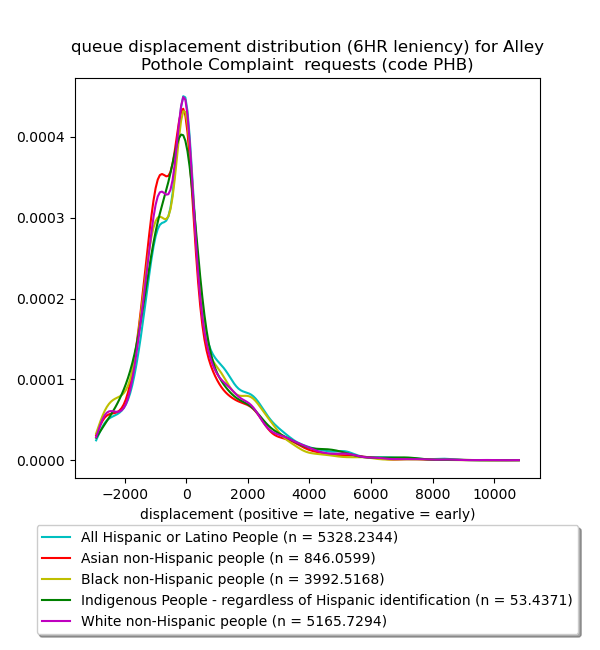 queue displacement distribution (6HR leniency) for Alley
Pothole Complaint  requests (code PHB)
0.0004
0.0003
0.0002
0.0001
0.0000
−2000 0 2000 4000 6000 8000 10000
displacement (positive = late, negative = early)
All Hispanic or Latino People (n = 5328.2344)
Asian non-Hispanic people (n = 846.0599)
Black non-Hispanic people (n = 3992.5168)
Indigenous People - regardless of Hispanic identification (n = 53.4371)
White non-Hispanic people (n = 5165.7294)